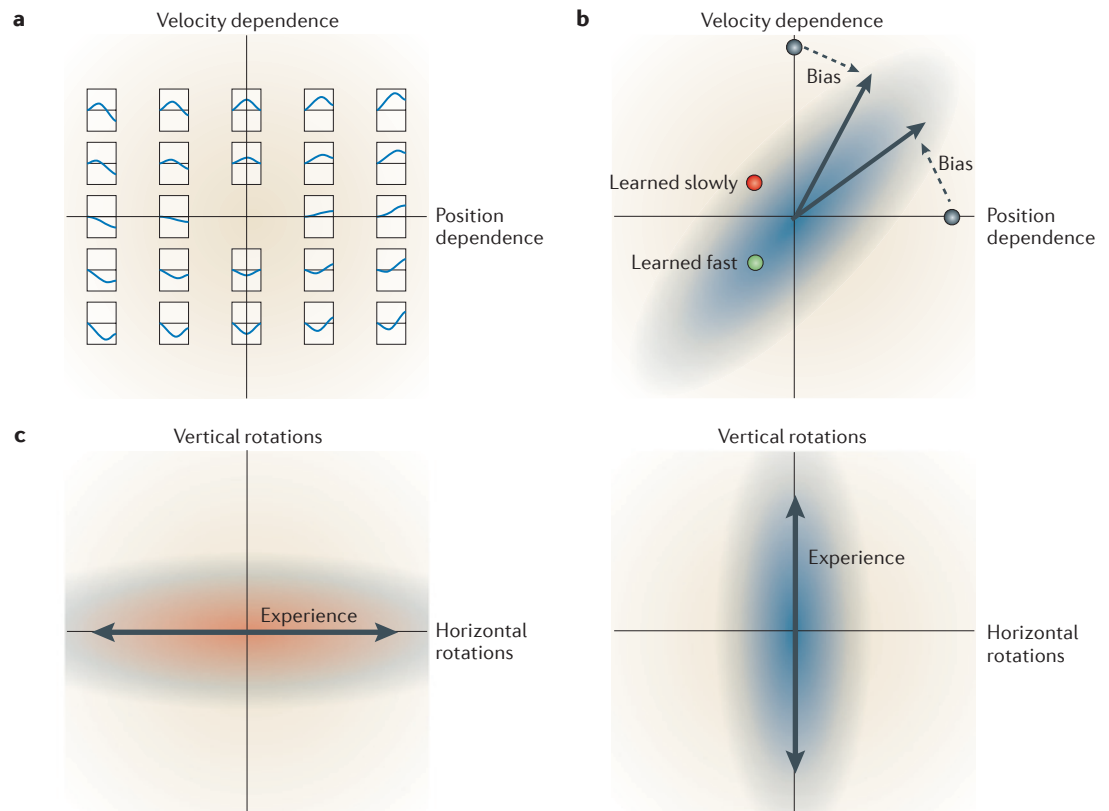 a
Velocity dependence
Position
dependence
b
Velocity dependence
Bias
Bias
Learned slowly
Position
dependence
Learned fast
c
Vertical rotations
Experience
Horizontal
rotations
Vertical rotations
Experience
Horizontal
rotations